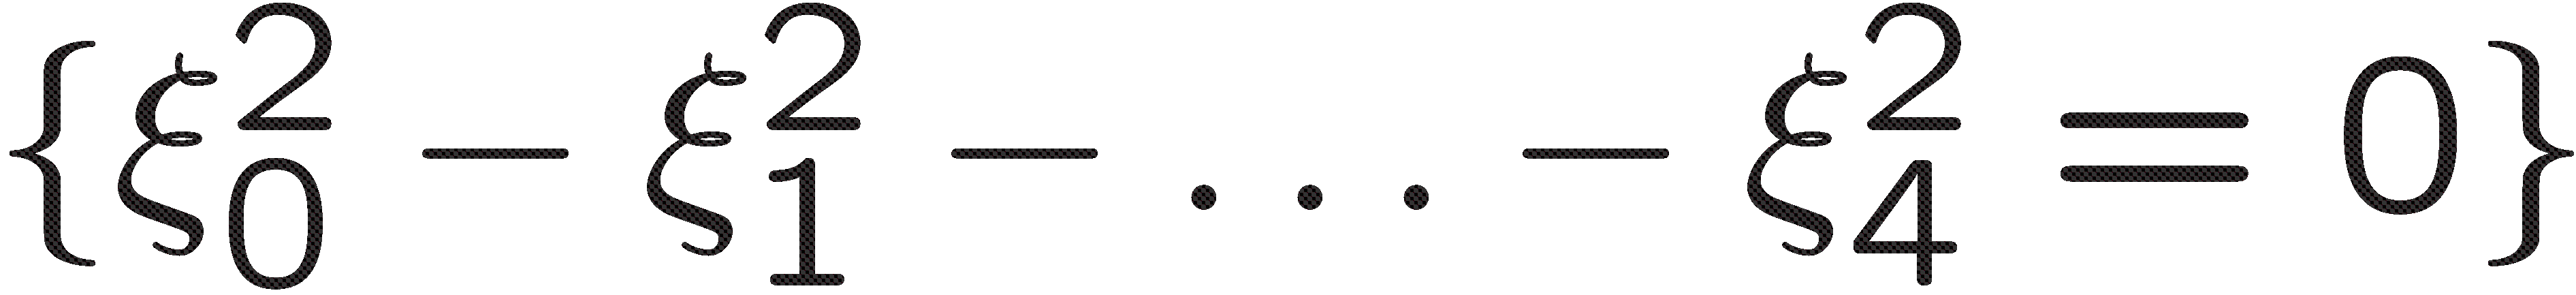 {ξ₀² − ξ₁² − ... − ξ₄² = 0}